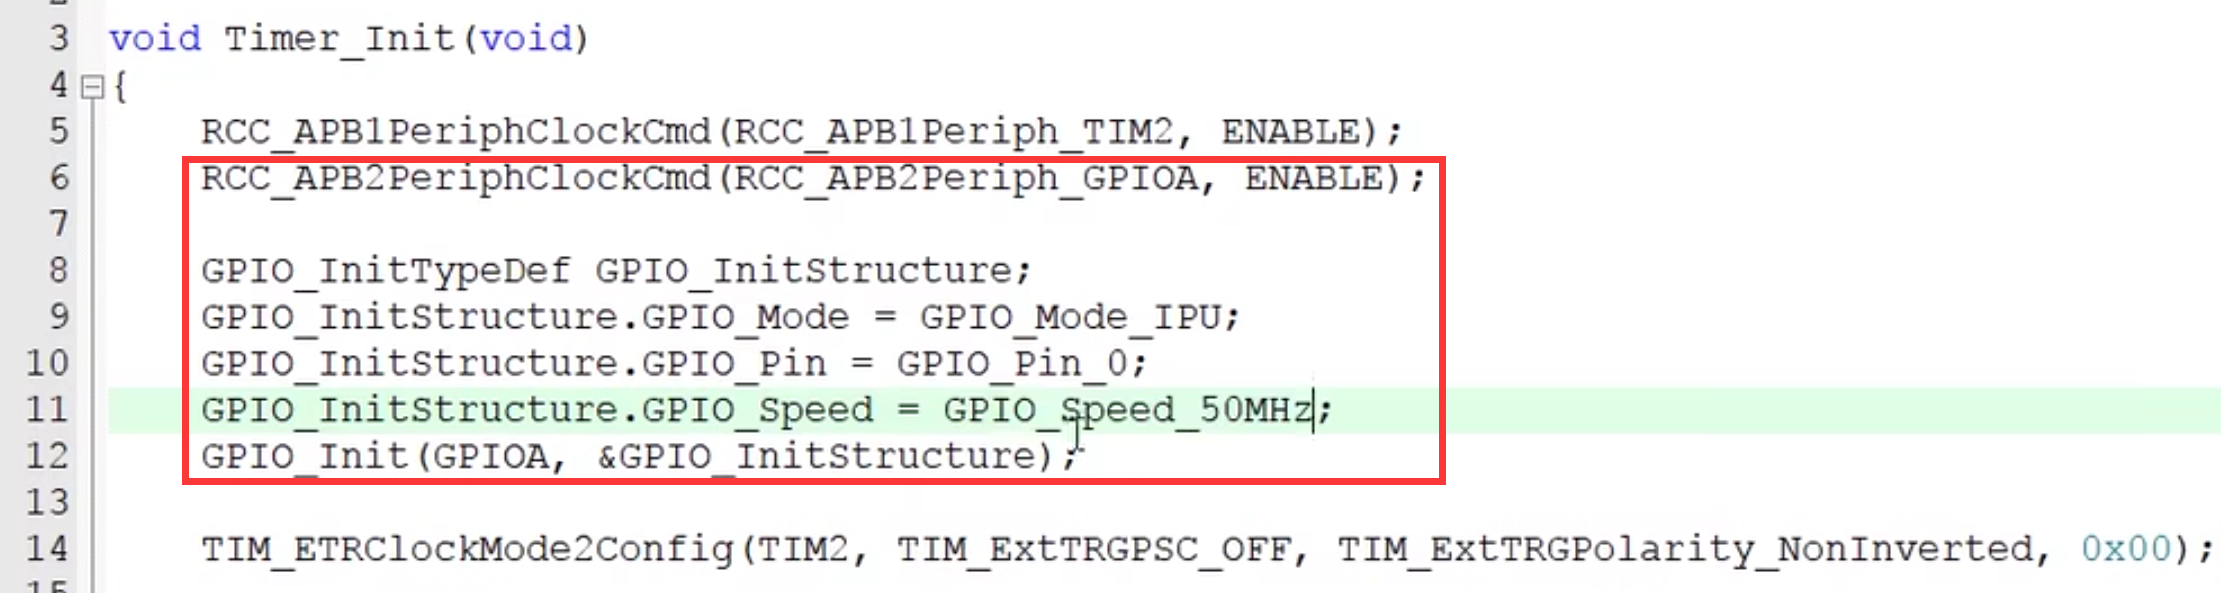 3 void Timer_Init(void)
4 {
5 RCC_APB1PeriphClockCmd(RCC_APB1Periph_TIM2, ENABLE);
6 RCC_APB2PeriphClockCmd(RCC_APB2Periph_GPIOA, ENABLE);
7
8 GPIO_InitTypeDef GPIO_InitStructure;
9 GPIO_InitStructure.GPIO_Mode = GPIO_Mode_IPU;
10 GPIO_InitStructure.GPIO_Pin = GPIO_Pin_0;
11 GPIO_InitStructure.GPIO_Speed = GPIO_Speed_50MHz;
12 GPIO_Init(GPIOA, &GPIO_InitStructure);
13
14 TIM_ETRClockMode2Config(TIM2, TIM_ExtTRGPSC_OFF, TIM_ExtTRGPolarity_NonInverted, 0x00);
15